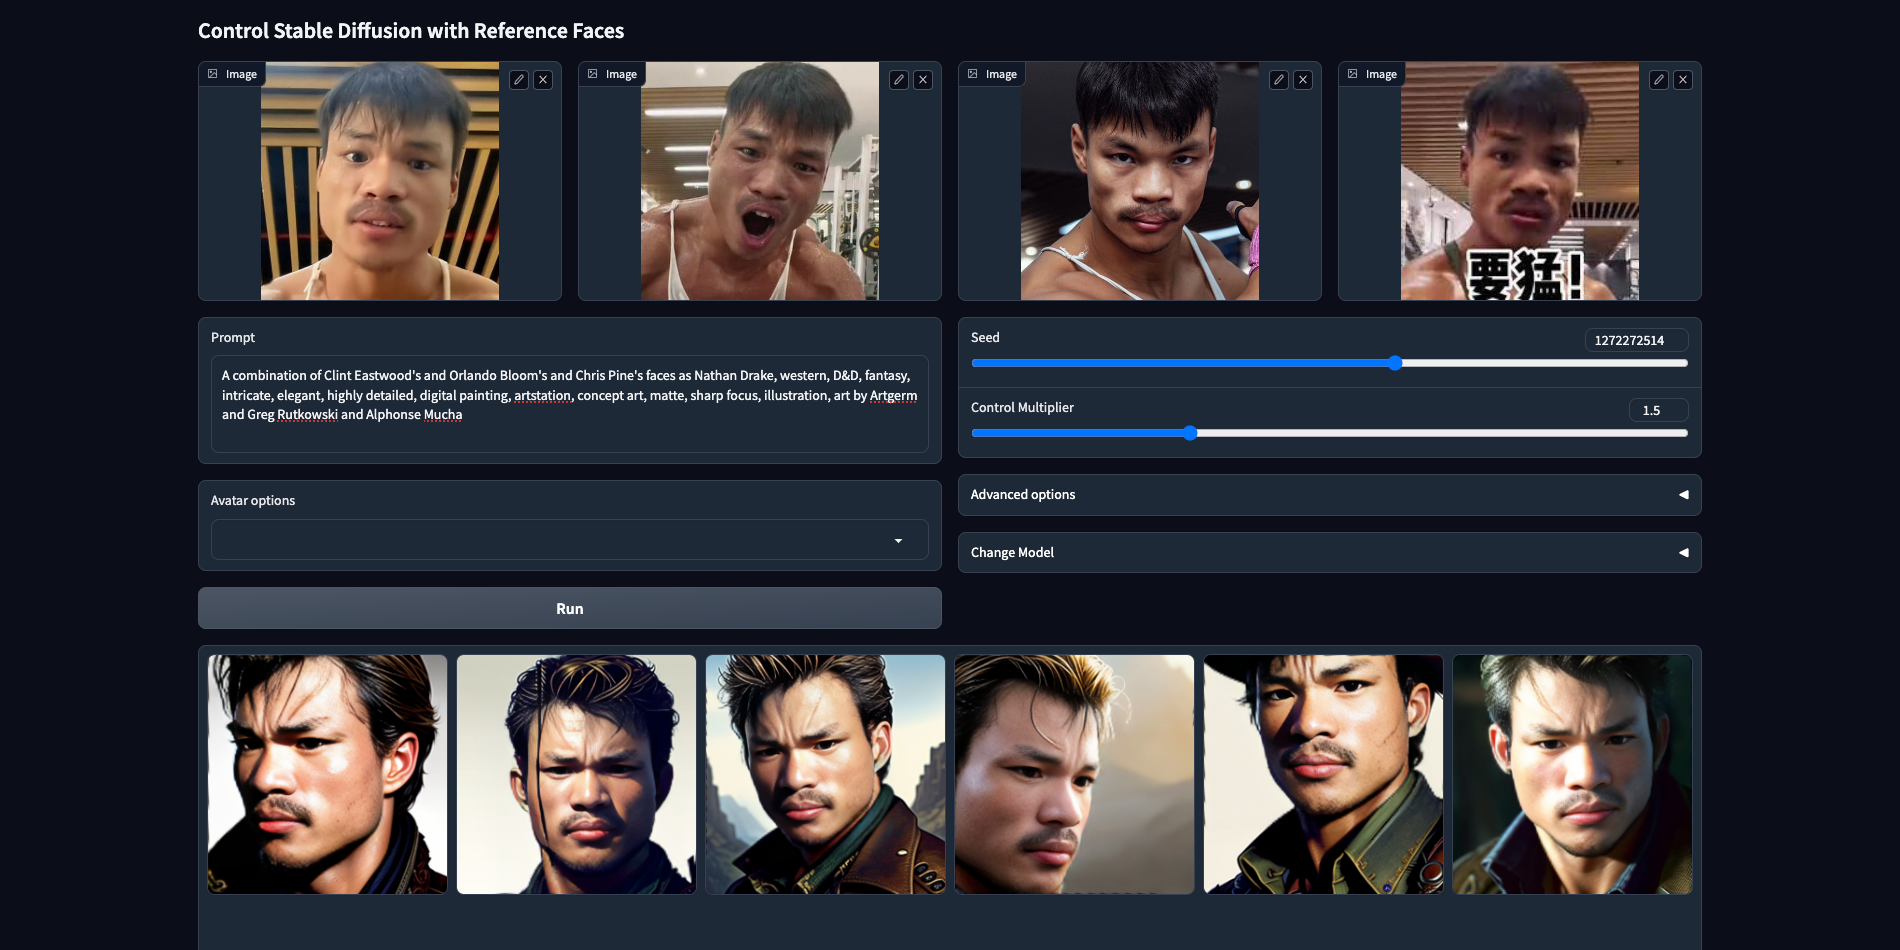 Control Stable Diffusion with Reference Faces
Image
Image
Image
Image
要猛!
Prompt
A combination of Clint Eastwood's and Orlando Bloom's and Chris Pine's faces as Nathan Drake, western, D&D, fantasy,
intricate, elegant, highly detailed, digital painting, artstation, concept art, matte, sharp focus, illustration, art by Artgerm
and Greg Rutkowski and Alphonse Mucha
Seed
1272272514
Control Multiplier
1.5
Avatar options
Advanced options
Change Model
Run